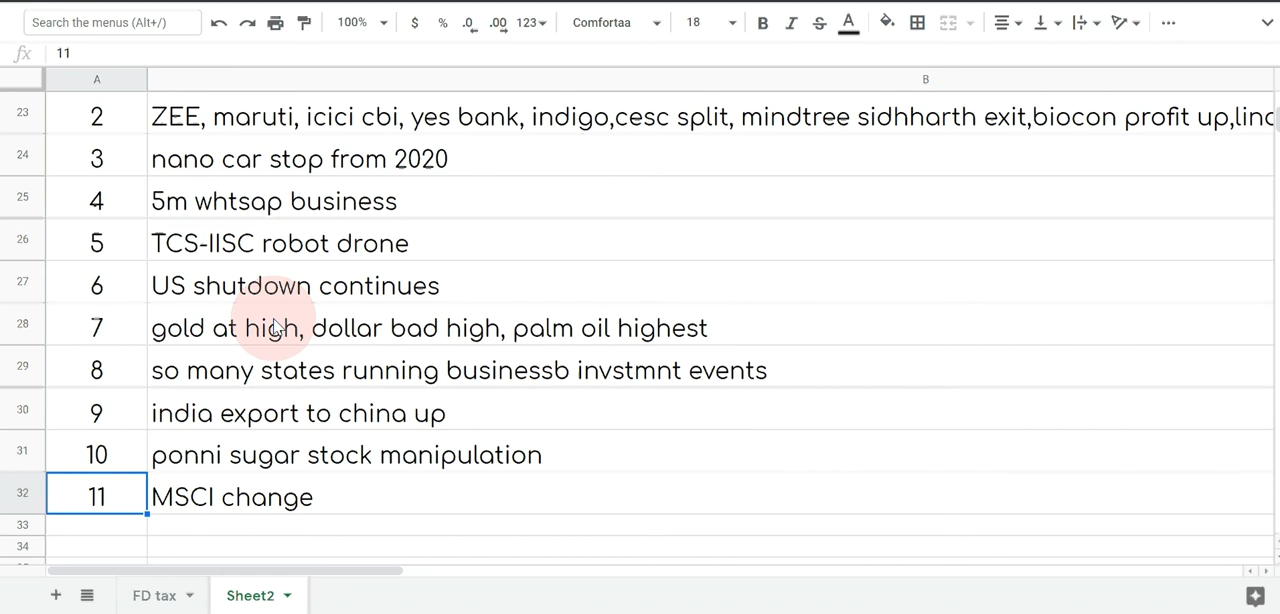 Search the menus (Alt+/) 100% $ % .0 .00 123 Comfortaa 18 B I S A
fx 11
A B
23 2 ZEE, maruti, icici cbi, yes bank, indigo,cesc split, mindtree sidhharth exit,biocon profit up,
24 3 nano car stop from 2020
25 4 5m whtsap business
26 5 TCS-IISC robot drone
27 6 US shutdown continues
28 7 gold at high, dollar bad high, palm oil highest
29 8 so many states running businessb invstmnt events
30 9 india export to china up
31 10 ponni sugar stock manipulation
32 11 MSCI change
33
34
+ FD tax Sheet2